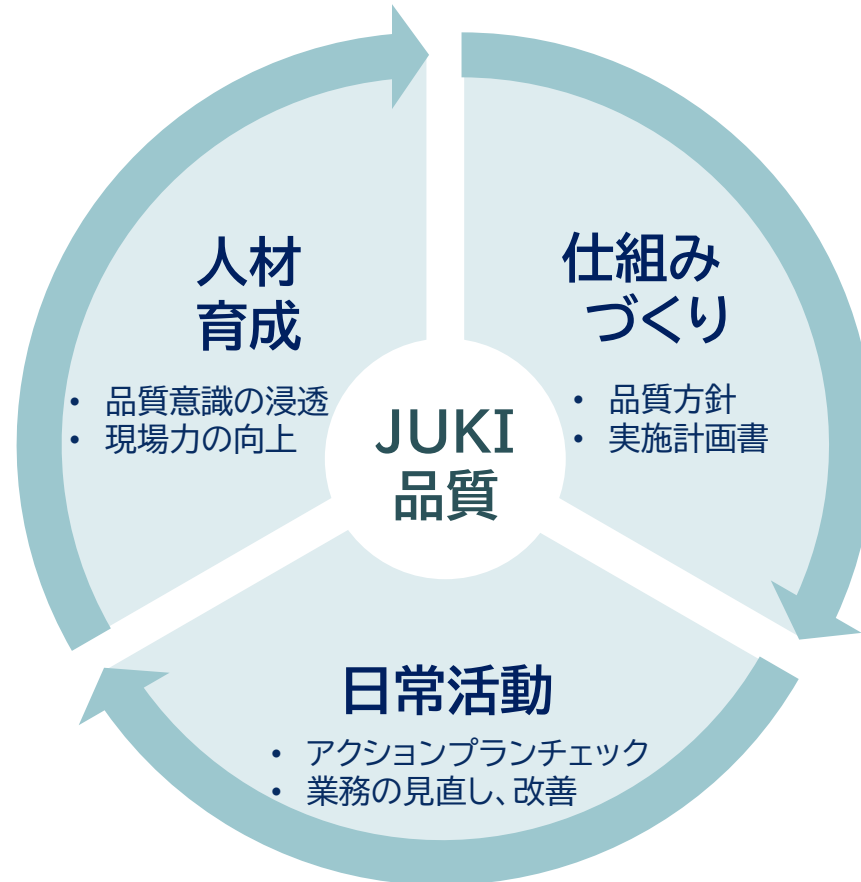 人材
育成
• 品質意識の浸透
• 現場力の向上
仕組み
づくり
• 品質方針
• 実施計画書
JUKI
品質
日常活動
• アクションプランチェック
• 業務の見直し、改善